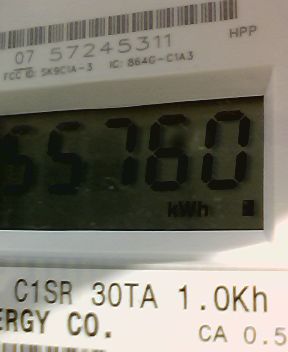 07 57245311 HPP
FCC ID: SK9C1A-3 IC: 864G-C1A3
55760
kWh
C1SR 30TA 1.0Kh
ERGY CO. CA 0.5